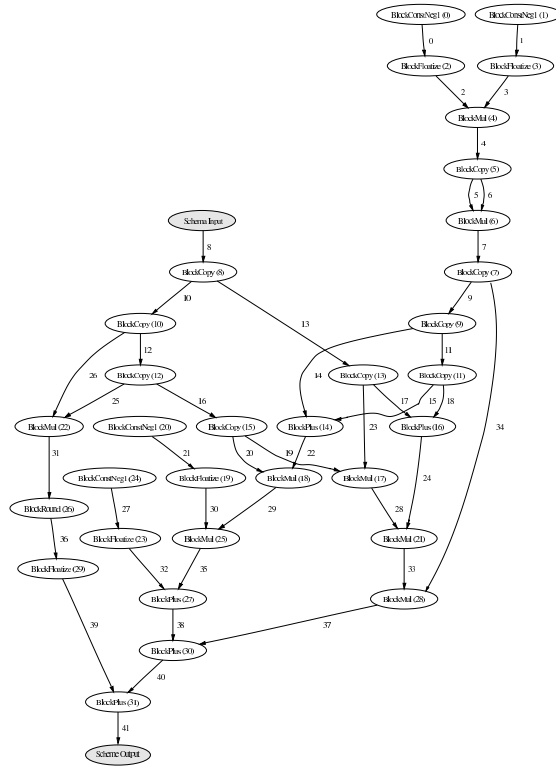 BlockConstNeg1 (0)
BlockConstNeg1 (1)
0
1
BlockFloatize (2)
BlockFloatize (3)
2
3
BlockMul (4)
4
BlockCopy (5)
5
6
Schema Input
BlockMul (6)
8
7
BlockCopy (8)
BlockCopy (7)
10
9
BlockCopy (10)
13
BlockCopy (9)
12
11
26
BlockCopy (12)
14
BlockCopy (13)
BlockCopy (11)
25
16
17
15
18
BlockMul (22)
BlockConstNeg1 (20)
BlockCopy (15)
BlockPlus (14)
23
BlockPlus (16)
34
31
21
20
19
22
BlockConstNeg1 (24)
BlockFloatize (19)
BlockMul (18)
BlockMul (17)
24
BlockRound (26)
27
30
29
28
36
BlockFloatize (23)
BlockMul (25)
BlockMul (21)
BlockFloatize (29)
32
35
33
BlockPlus (27)
BlockMul (28)
39
38
37
BlockPlus (30)
40
BlockPlus (31)
41
Scheme Output